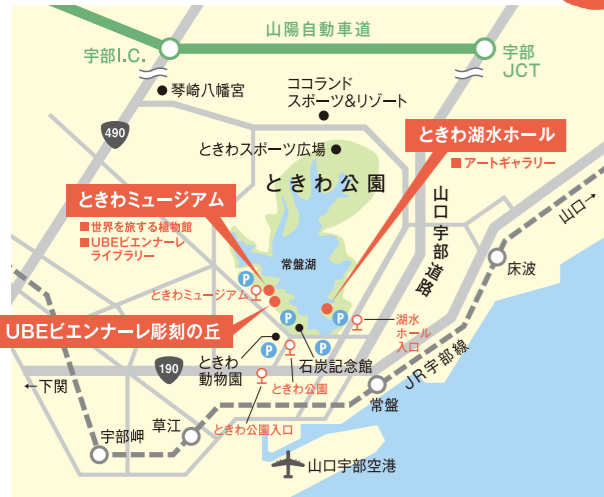 山陽自動車道
宇部I.C.
宇部
JCT
琴崎八幡宮
ココランド
スポーツ&リゾート
490
ときわスポーツ広場
ときわ湖水ホール
アートギャラリー
ときわ公園
ときわミュージアム
世界を旅する植物館
UBEビエンナーレ
ライブラリー
山口宇部道路
山口→
床波
常盤湖
P
ときわミュージアム
P
P
湖水
ホール
入口
UBEビエンナーレ彫刻の丘
P
ときわ
動物園
P
石炭記念館
190
ときわ公園
JR宇部線
←下関
常盤
草江
ときわ公園入口
宇部岬
山口宇部空港